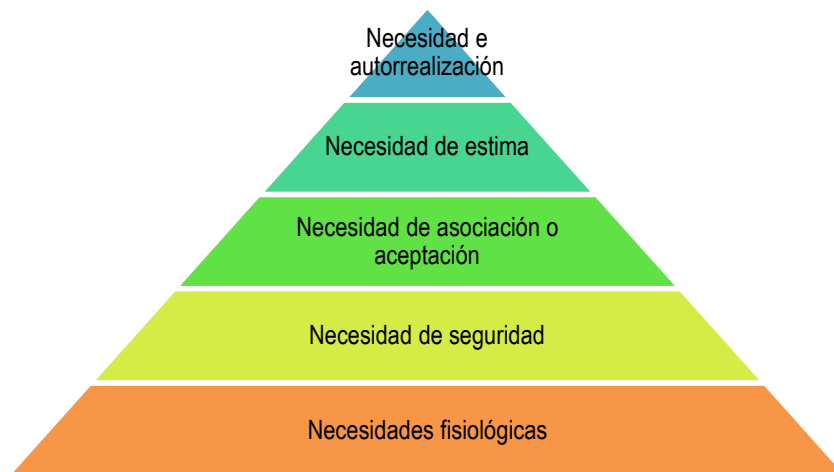 Necesidad e
autorrealización
Necesidad de estima
Necesidad de asociación o
aceptación
Necesidad de seguridad
Necesidades fisiológicas